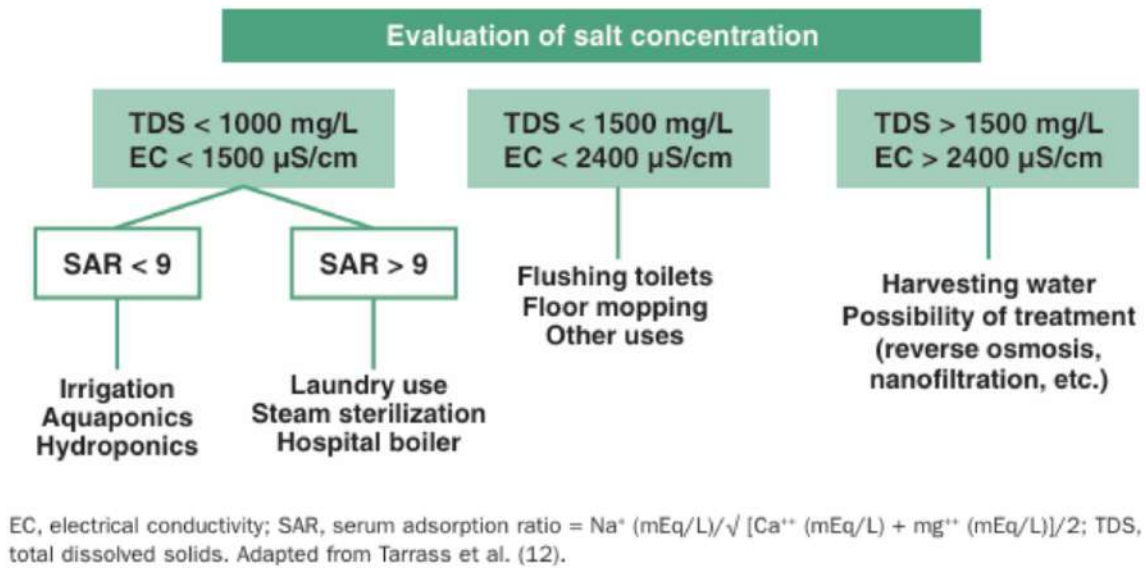 Evaluation of salt concentration
TDS < 1000 mg/L
EC < 1500 µS/cm
TDS < 1500 mg/L
EC < 2400 µS/cm
TDS > 1500 mg/L
EC > 2400 µS/cm
SAR < 9
SAR > 9
Irrigation
Aquaponics
Hydroponics
Laundry use
Steam sterilization
Hospital boiler
Flushing toilets
Floor mopping
Other uses
Harvesting water
Possibility of treatment
(reverse osmosis,
nanofiltration, etc.)
EC, electrical conductivity; SAR, serum adsorption ratio = Na⁺ (mEq/L)/√ [Ca⁺⁺ (mEq/L) + mg⁺⁺ (mEq/L)]/2; TDS,
total dissolved solids. Adapted from Tarrass et al. (12).